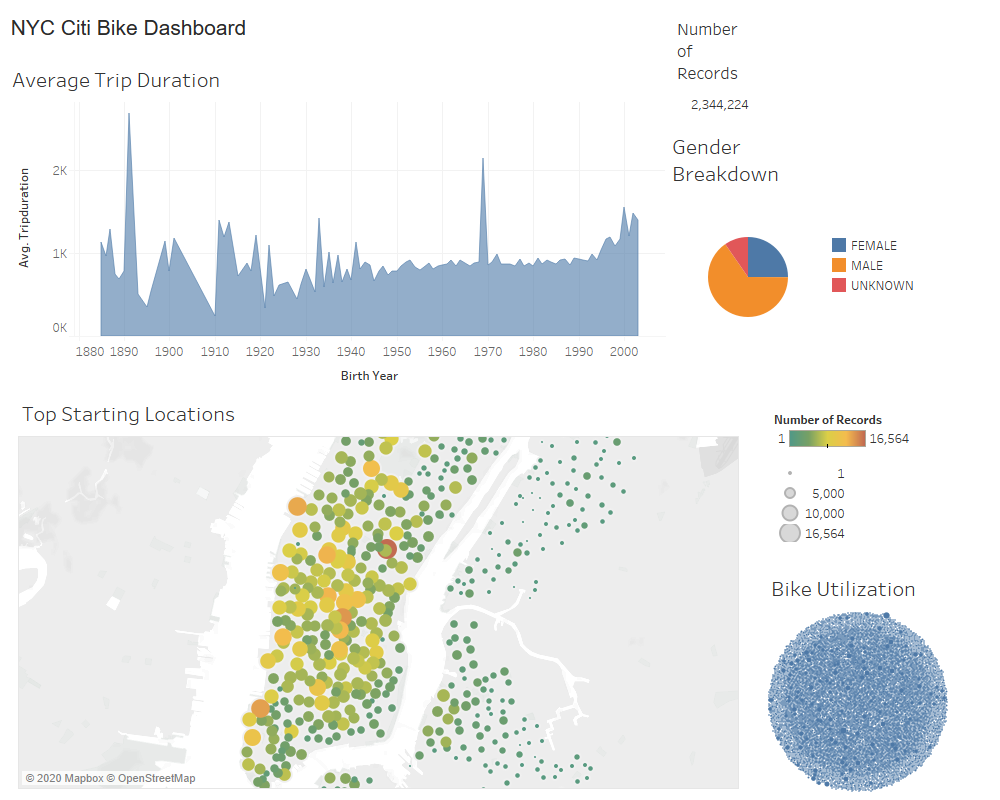 NYC Citi Bike Dashboard
Number
of
Records
2,344,224
Average Trip Duration
Avg. Tripduration
2K
1K
0K
1880 1890 1900 1910 1920 1930 1940 1950 1960 1970 1980 1990 2000
Birth Year
Gender
Breakdown
FEMALE
MALE
UNKNOWN
Top Starting Locations
© 2020 Mapbox © OpenStreetMap
Number of Records
1 16,564
1
5,000
10,000
16,564
Bike Utilization